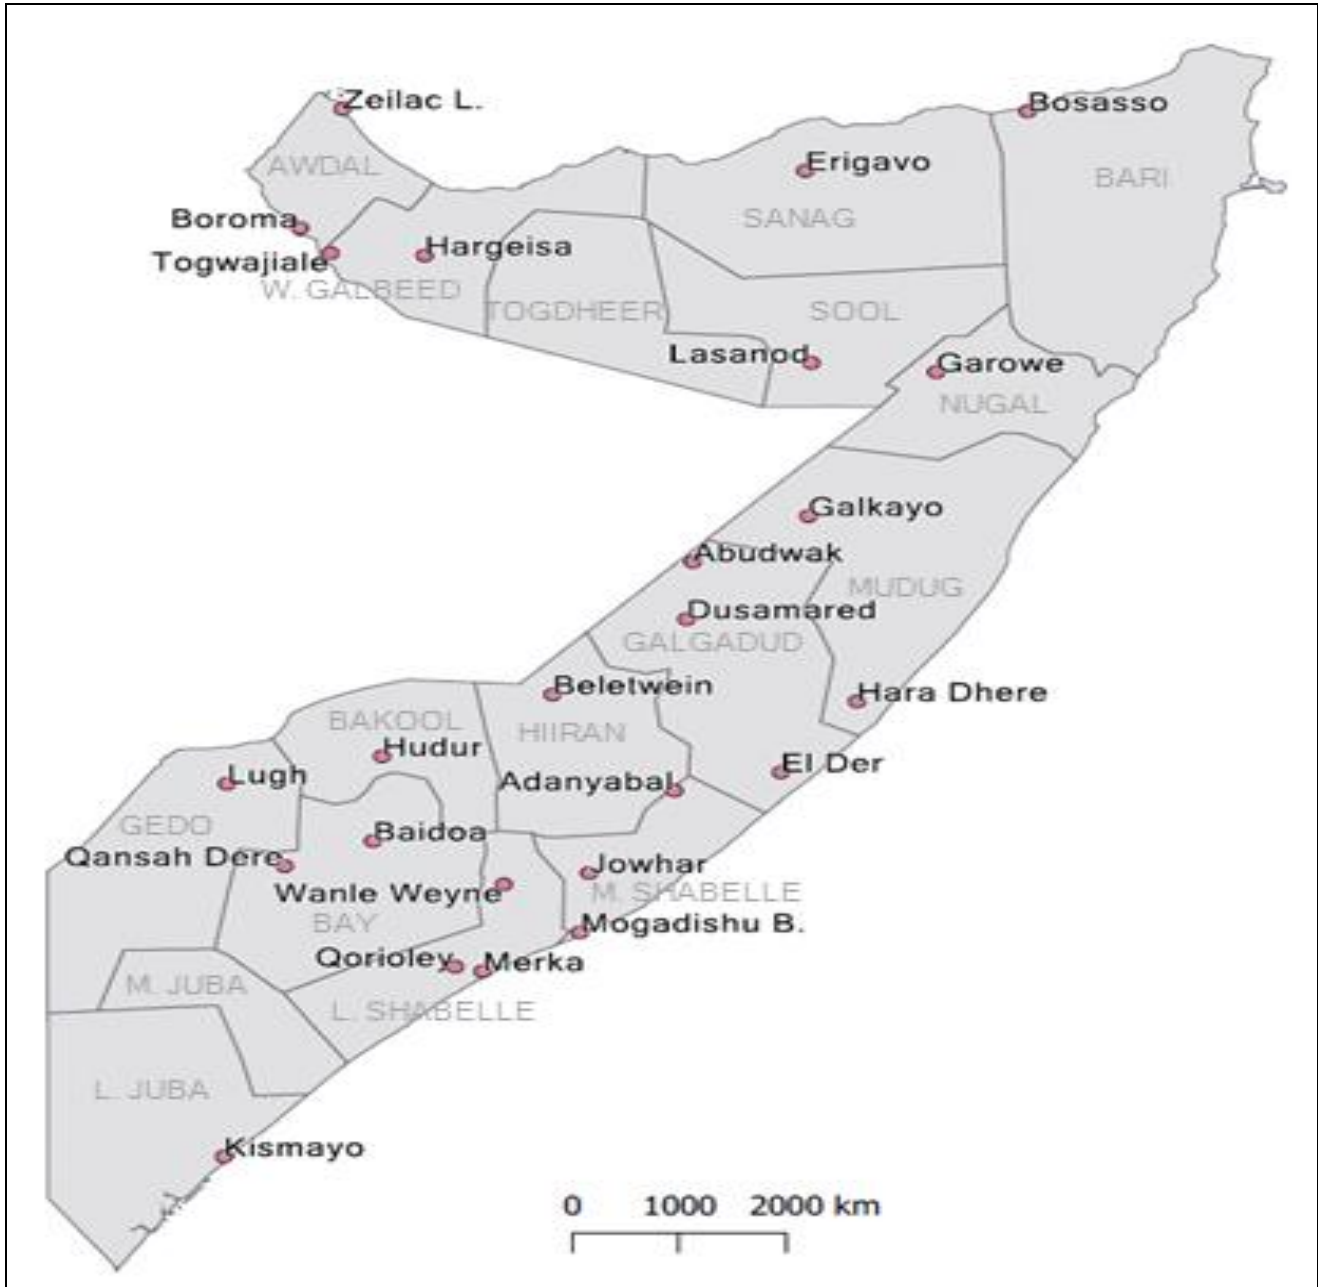 Zeilac L.
Bosasso
Erigavo
AWDAL
BARI
SANAG
Boroma
Hargeisa
Togwajiale
W. GALBEED
TOGDHEER
SOOL
Lasanod
Garowe
NUGAL
Galkayo
Abudwak
MUDUG
Dusamared
GALGADUD
Beletwein
Hara Dhere
BAKOOL
HIIRAN
Hudur
El Der
Lugh
Adanyabal
GEDO
Baidoa
Qansah Dere
Jowhar
Wanle Weyne
M. SHABELLE
BAY
Mogadishu B.
Qorioley
Merka
M. JUBA
L. SHABELLE
L. JUBA
Kismayo
0 1000 2000 km